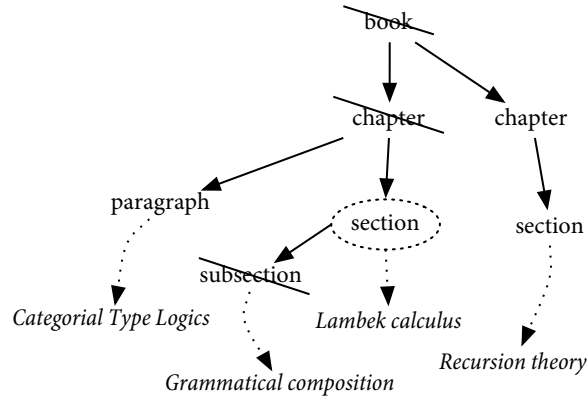 book
chapter
chapter
paragraph
section
section
subsection
Categorial Type Logics
Lambek calculus
Recursion theory
Grammatical composition